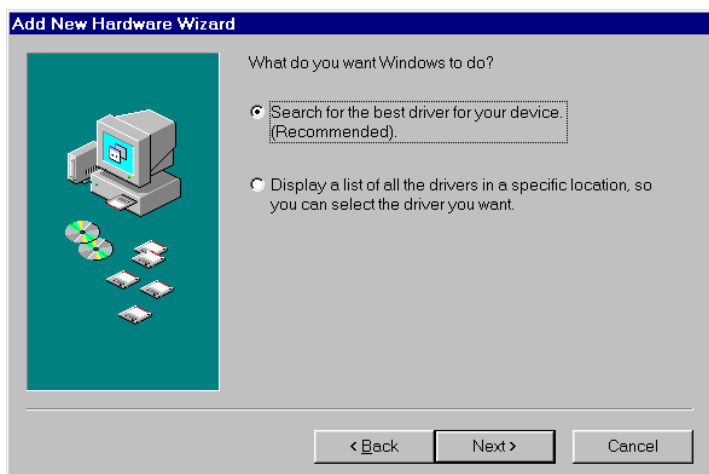 Add New Hardware Wizard
What do you want Windows to do?
Search for the best driver for your device.
(Recommended).
Display a list of all the drivers in a specific location, so
you can select the driver you want.
< Back
Next >
Cancel